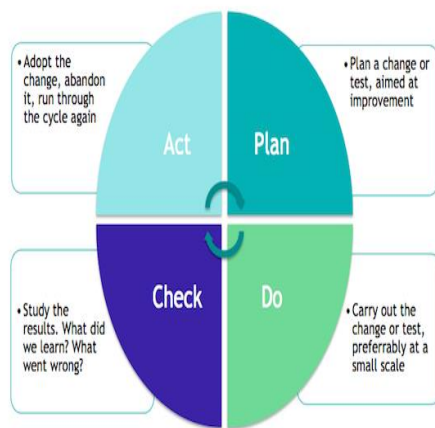 • Adopt the
change, abandon
it, run through
the cycle again
• Plan a change or
test, aimed at
improvement
Act
Plan
Check
Do
• Study the
results. What did
we learn? What
went wrong?
• Carry out the
change or test,
preferrably at a
small scale